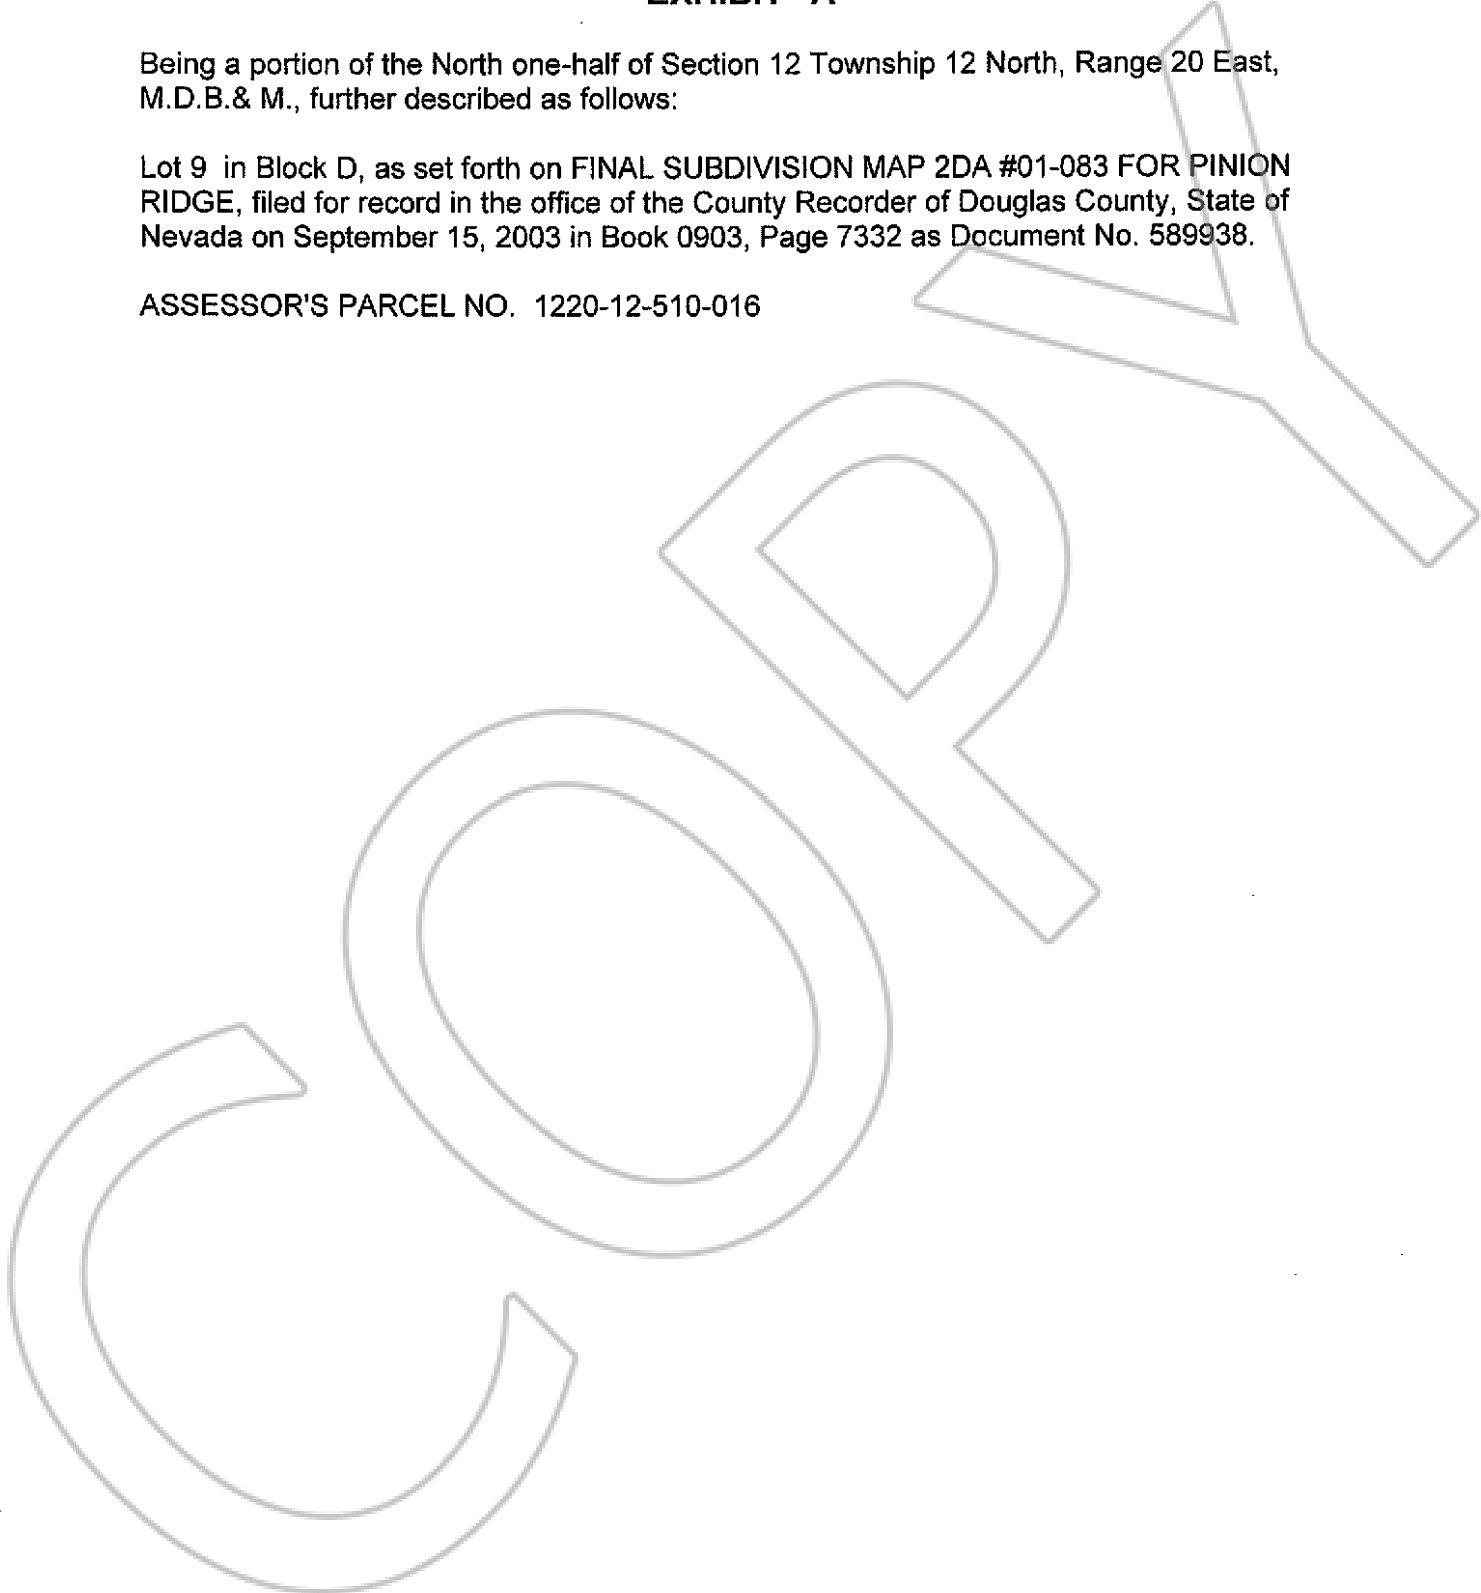 EXHIBIT "A"
Being a portion of the North one-half of Section 12 Township 12 North, Range 20 East,
M.D.B.& M., further described as follows:
Lot 9 in Block D, as set forth on FINAL SUBDIVISION MAP 2DA #01-083 FOR PINION
RIDGE, filed for record in the office of the County Recorder of Douglas County, State of
Nevada on September 15, 2003 in Book 0903, Page 7332 as Document No. 589938.
ASSESSOR'S PARCEL NO. 1220-12-510-016
COPY